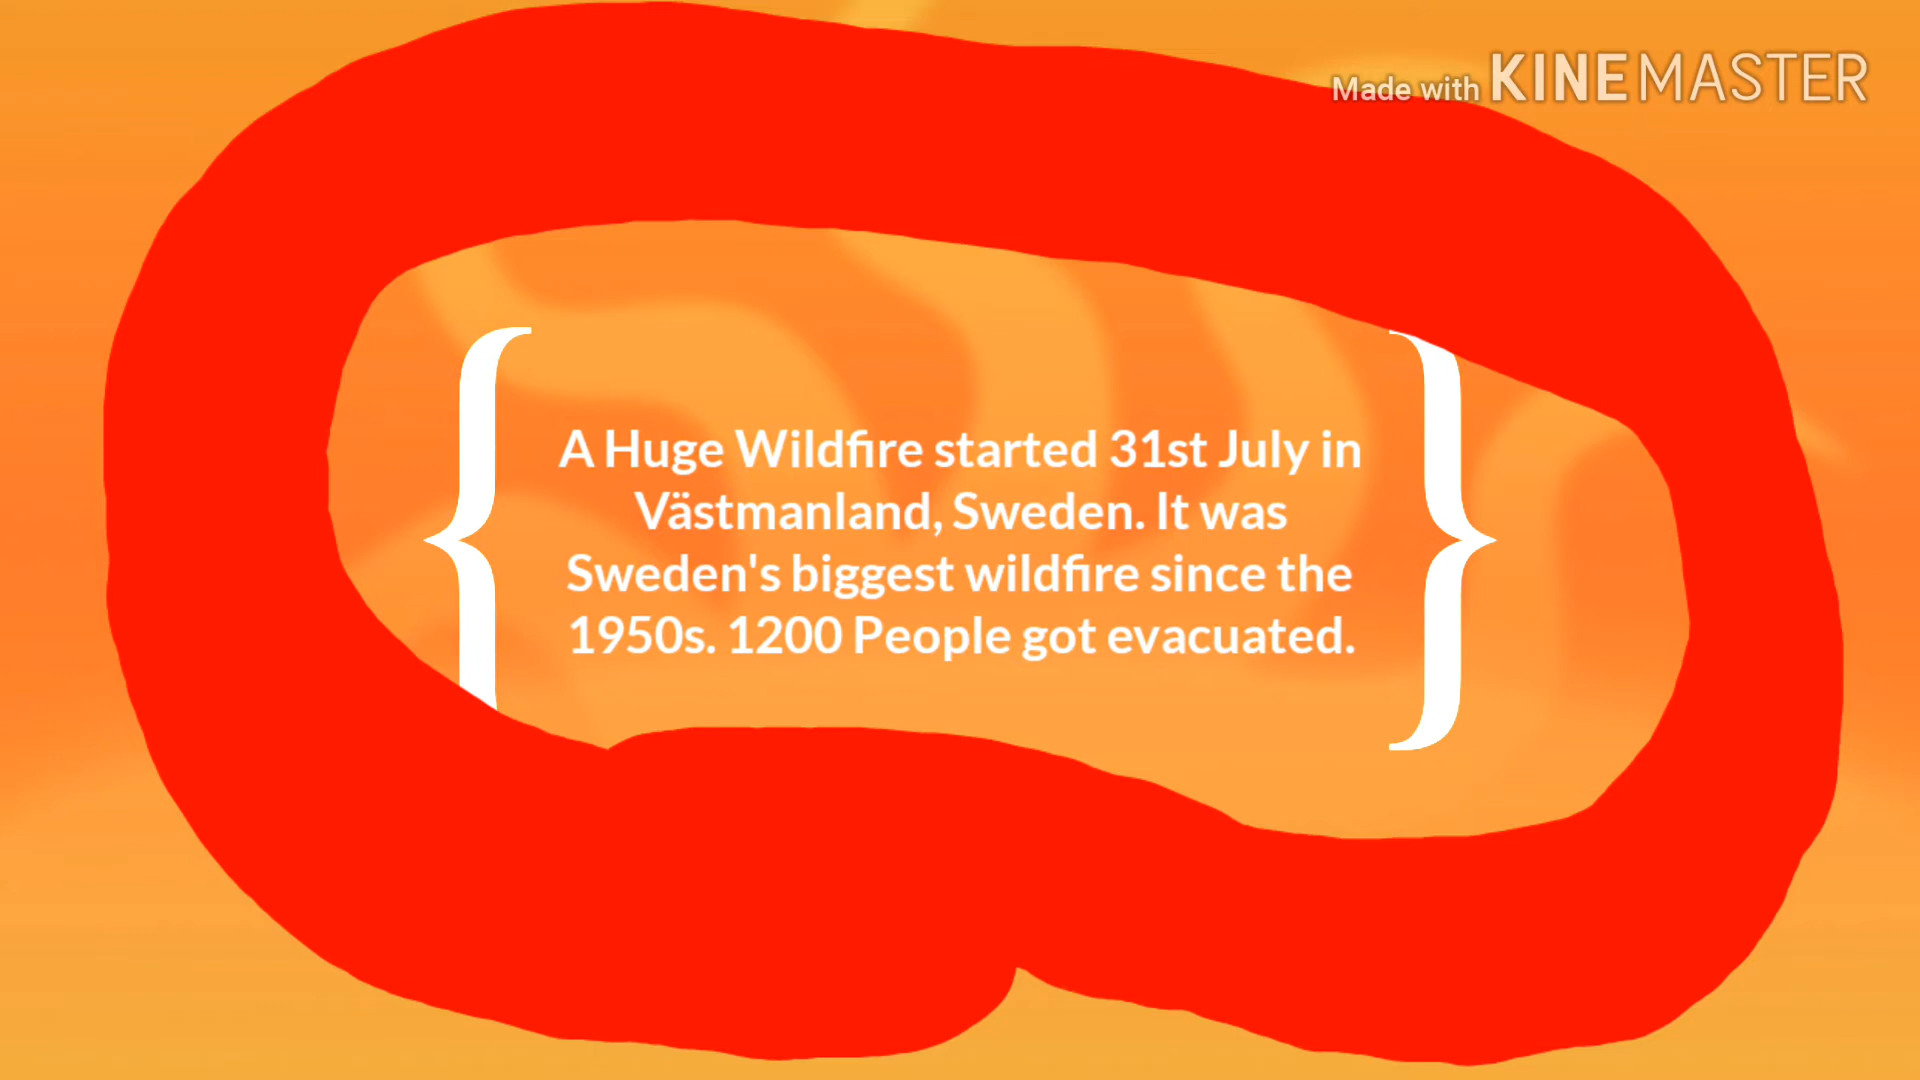 Made with KINEMASTER
A Huge Wildfire started 31st July in
Västmanland, Sweden. It was
Sweden's biggest wildfire since the
1950s. 1200 People got evacuated.